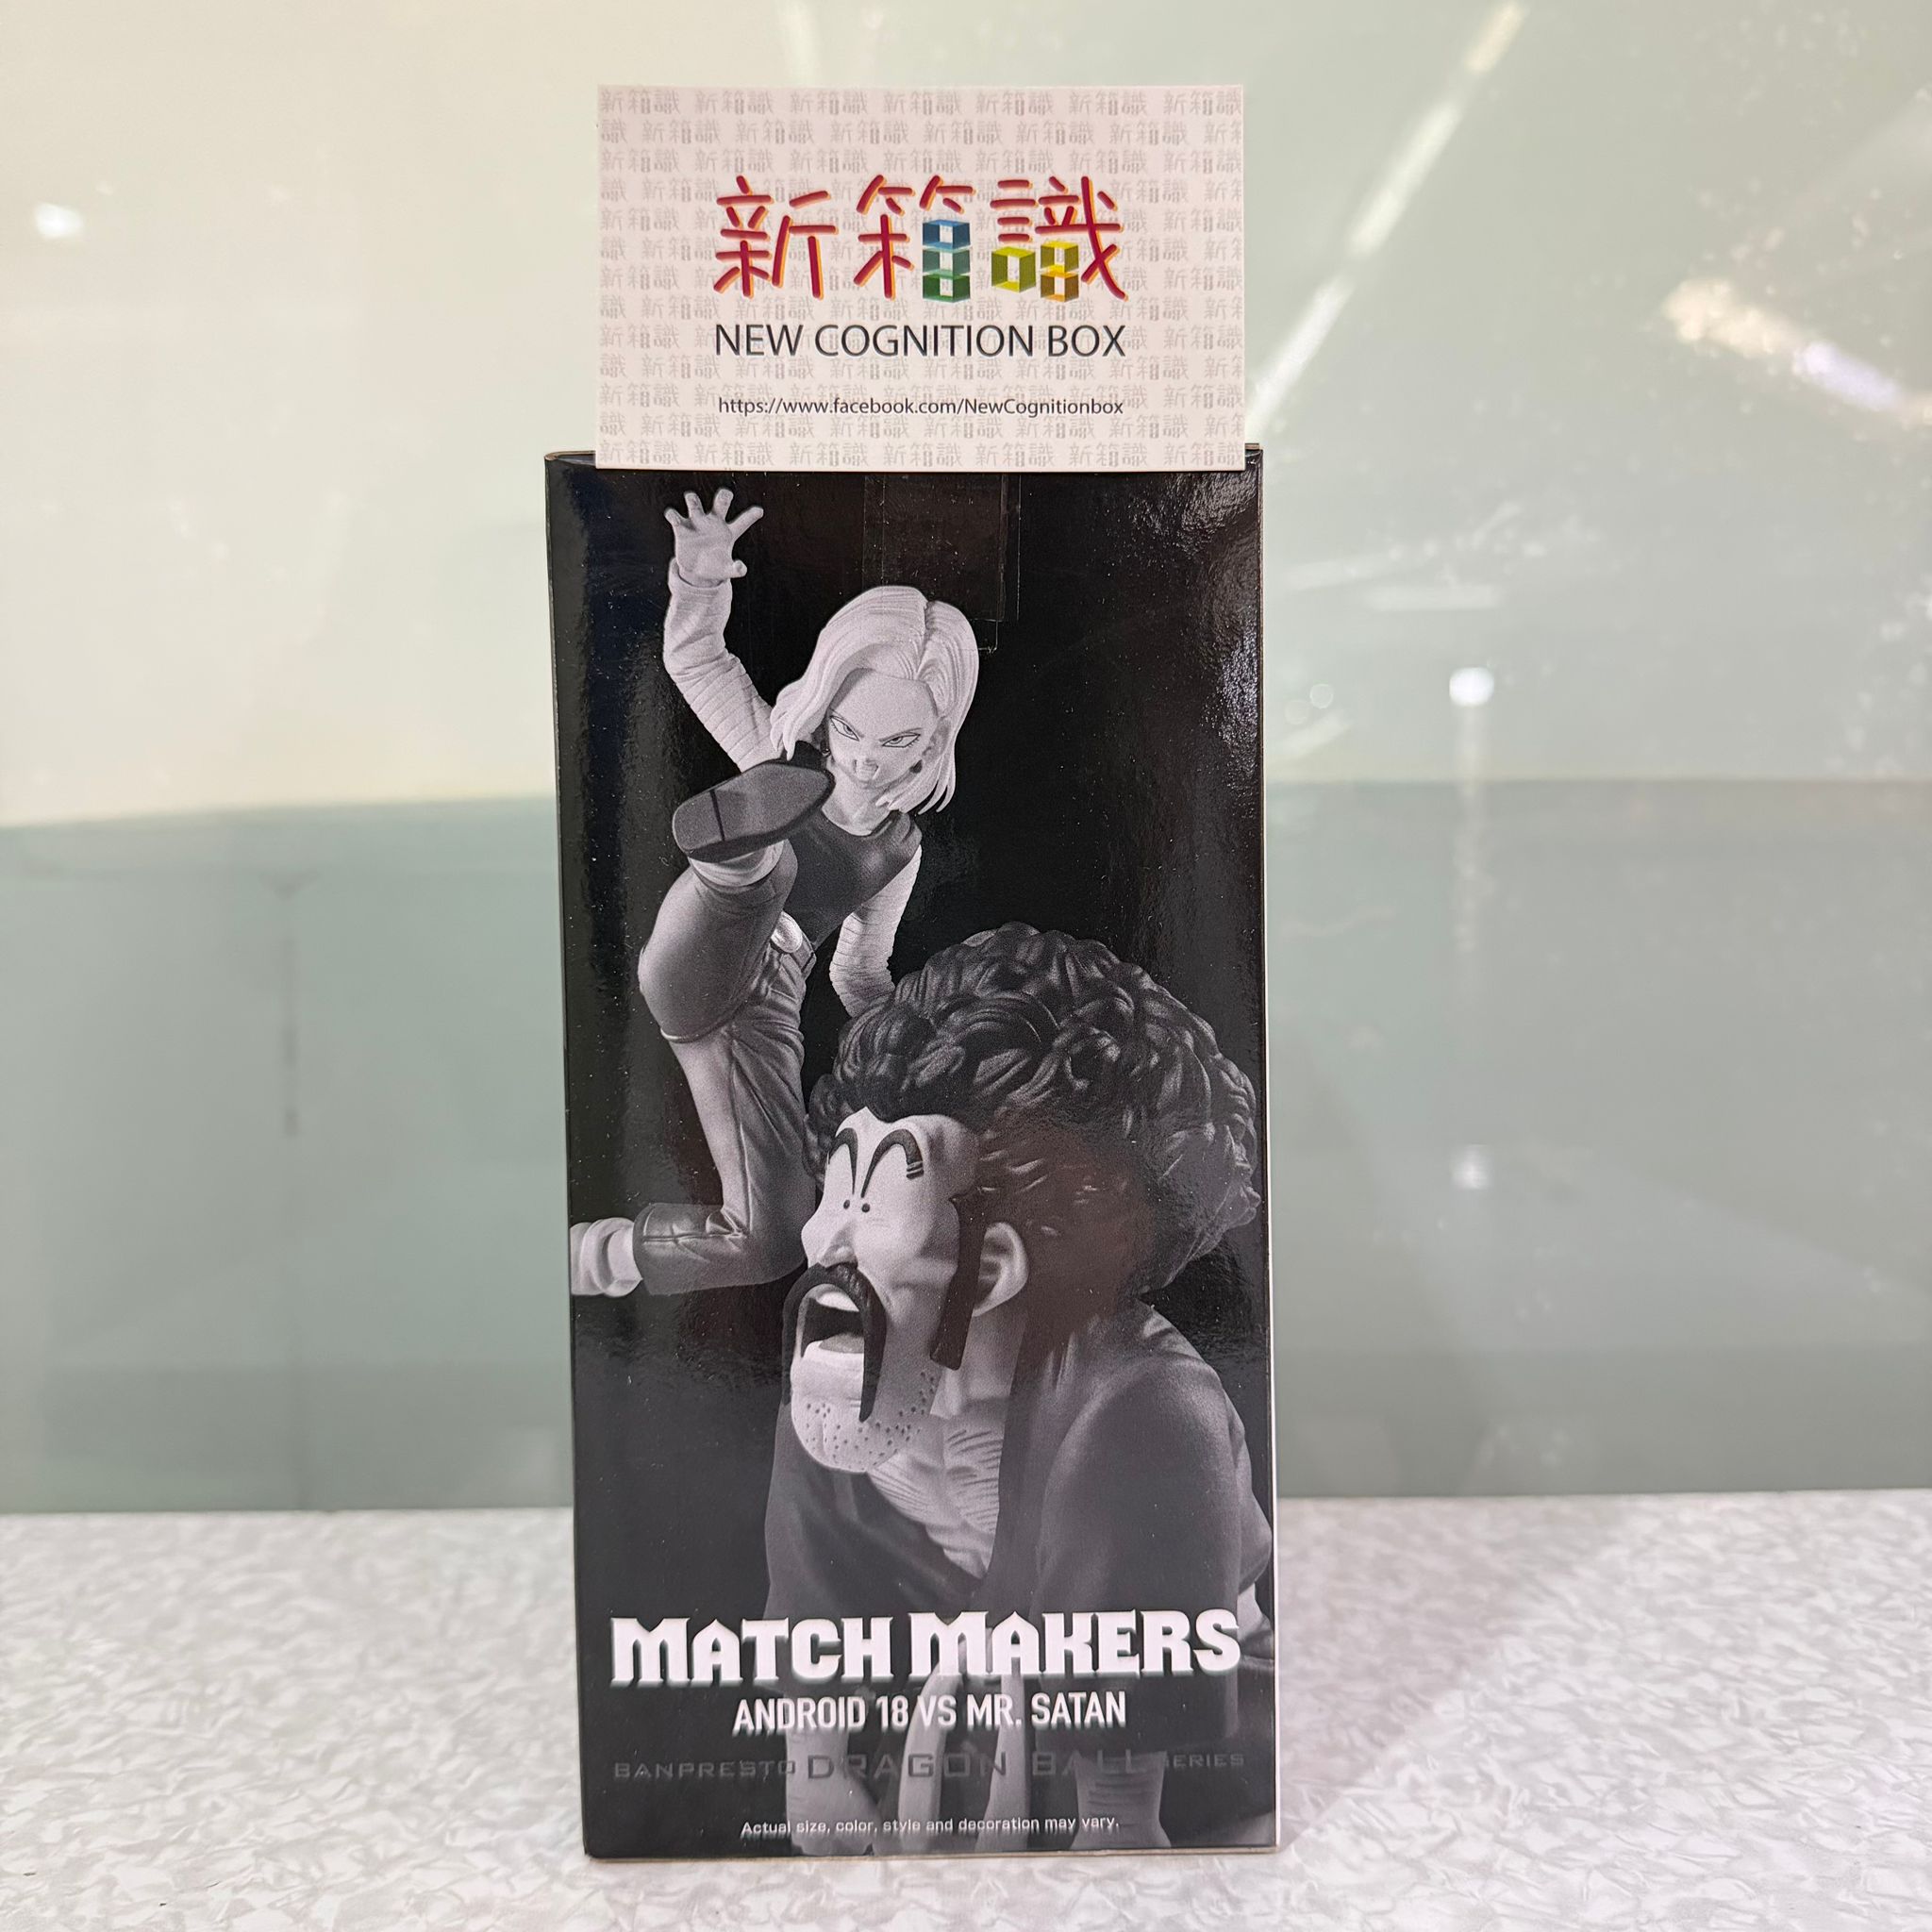 新箱識
NEW COGNITION BOX
https://www.facebook.com/NewCognitionbox
MATCH MAKERS
ANDROID 18 VS MR. SATAN
BANPRESTO DRAGON BALL SERIES
Actual size, color, style and decoration may vary.